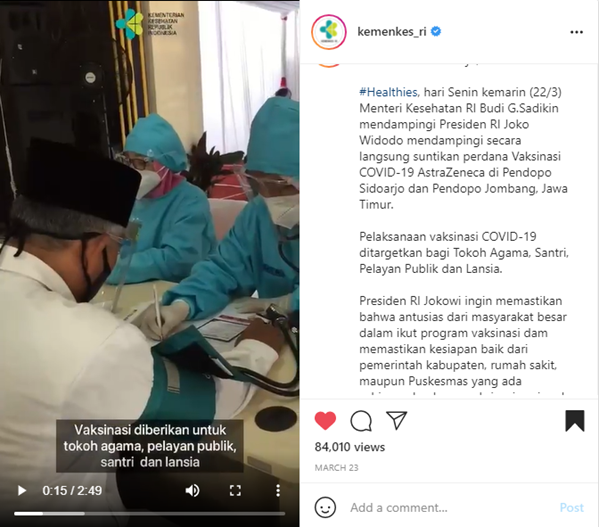 KEMENTERIAN
KESEHATAN
REPUBLIK
INDONESIA
Vaksinasi diberikan untuk
tokoh agama, pelayan publik,
santri dan lansia
0:15 / 2:49
kemenkes_ri
#Healthies, hari Senin kemarin (22/3)
Menteri Kesehatan RI Budi G.Sadikin
mendampingi Presiden RI Joko
Widodo mendampingi secara
langsung suntikan perdana Vaksinasi
COVID-19 AstraZeneca di Pendopo
Sidoarjo dan Pendopo Jombang, Jawa
Timur.
Pelaksanaan vaksinasi COVID-19
ditargetkan bagi Tokoh Agama, Santri,
Pelayan Publik dan Lansia.
Presiden RI Jokowi ingin memastikan
bahwa antusias dari masyarakat besar
dalam ikut program vaksinasi dam
memastikan kesiapan baik dari
pemerintah kabupaten, rumah sakit,
maupun Puskesmas yang ada
84,010 views
MARCH 23
Add a comment...
Post